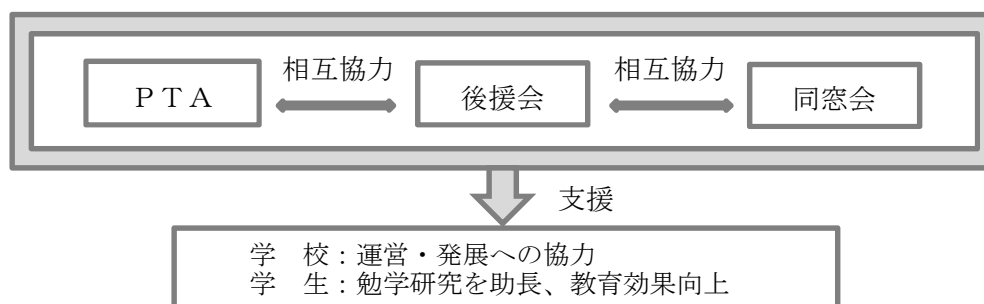 相互協力 相互協力
ＰＴＡ 後援会 同窓会
支援
学　校：運営・発展への協力
学　生：勉学研究を助長、教育効果向上